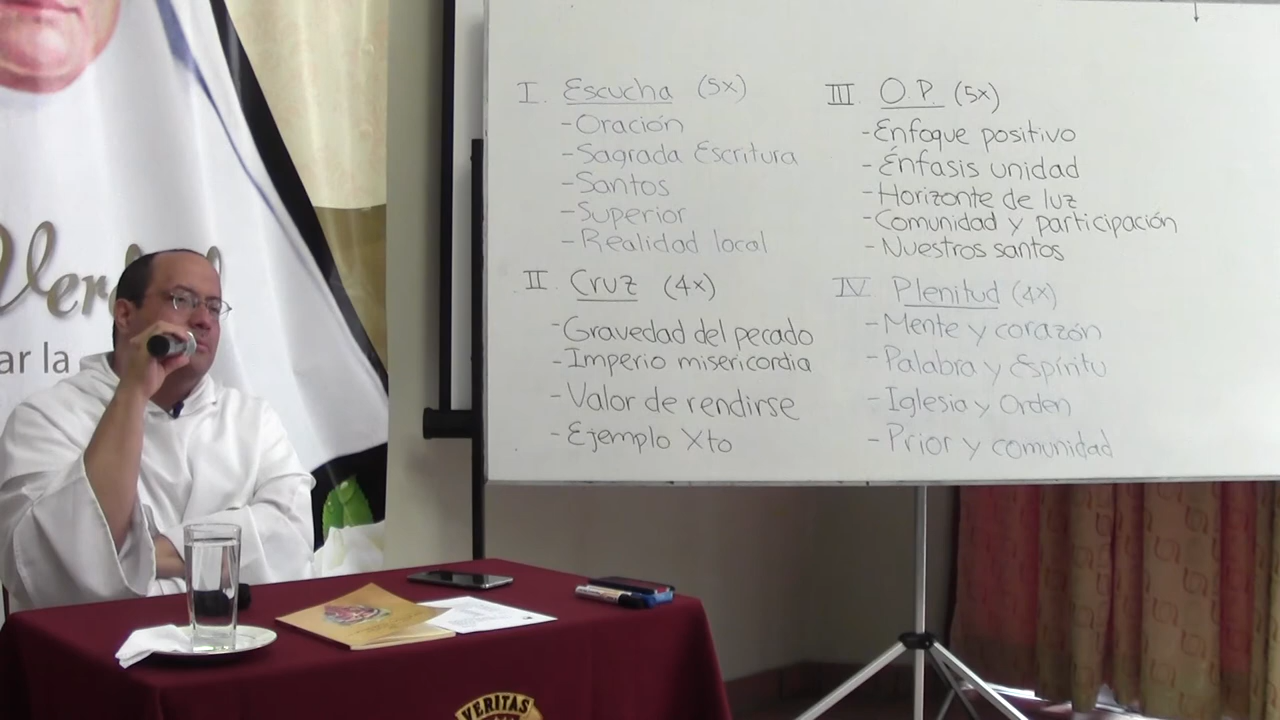 I. Escucha (5x)
-Oración
-Sagrada Escritura
-Santos
-Superior
-Realidad local
II. Cruz (4x)
-Gravedad del pecado
-Imperio misericordia
-Valor de rendirse
-Ejemplo Xto
III. O.P. (5x)
-Enfoque positivo
-Énfasis unidad
-Horizonte de luz
-Comunidad y participación
-Nuestros santos
IV. Plenitud (4x)
-Mente y corazón
-Palabra y Espíritu
-Iglesia y Orden
-Prior y comunidad
ar la
VERITAS